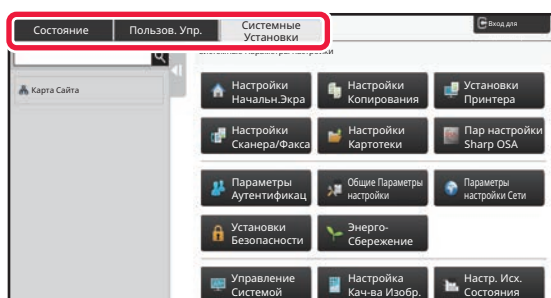 Состояние
Пользов. Упр.
Системные
Установки
Вход для
Карта Сайта
Настройки
Начальн.Экра
Настройки
Копирования
Установки
Принтера
Настройки
Сканера/Факса
Настройки
Картотеки
Пар настройки
Sharp OSA
Параметры
Аутентификац
Общие Параметры
настройки
Параметры
настройки Сети
Установки
Безопасности
Энерго-
Сбережение
Управление
Системой
Настройка
Кач-ва Изобр.
Настр. Исх.
Состояния